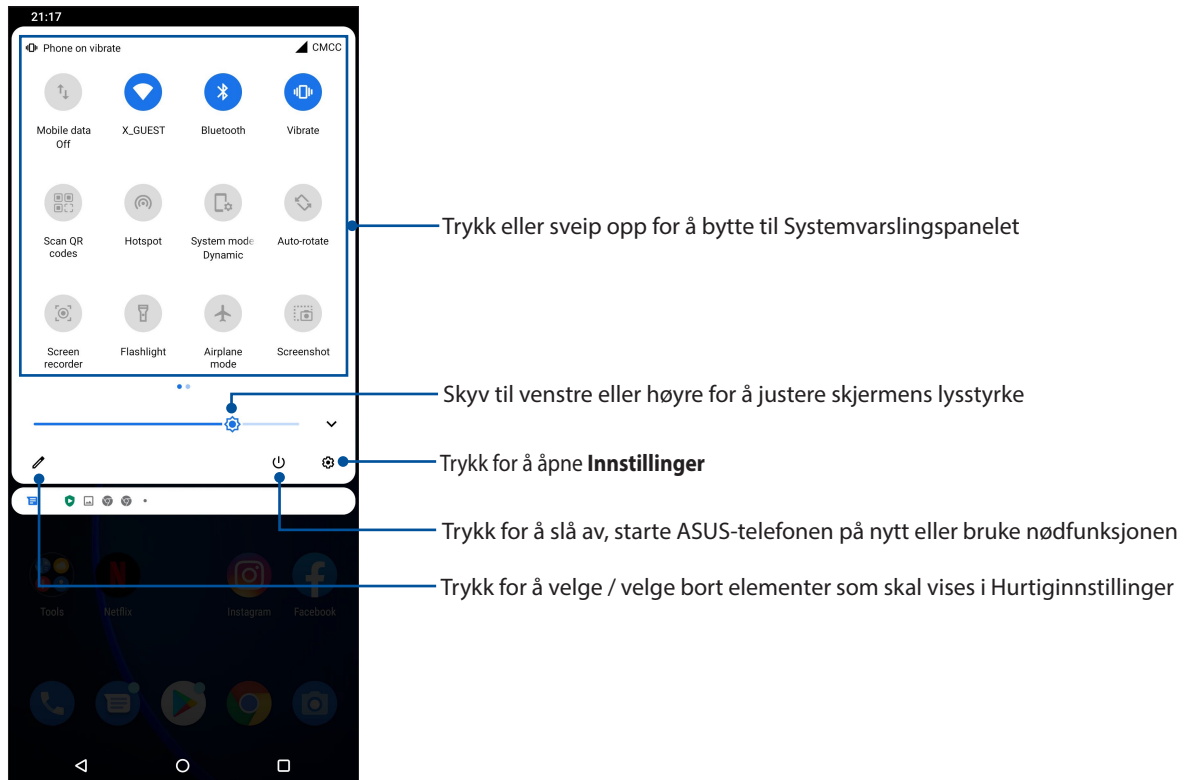 21:17
Phone on vibrate CMCC
Mobile data
Off
X_GUEST
Bluetooth
Vibrate
Scan QR
codes
Hotspot
System mode
Dynamic
Auto-rotate
Trykk eller sveip opp for å bytte til Systemvarslingspanelet
Screen
recorder
Flashlight
Airplane
mode
Screenshot
Skyv til venstre eller høyre for å justere skjermens lysstyrke
Trykk for å åpne Innstillinger
Trykk for å slå av, starte ASUS-telefonen på nytt eller bruke nødfunksjonen
Trykk for å velge / velge bort elementer som skal vises i Hurtiginnstillinger
Tools
Netflix
Instagram
Facebook